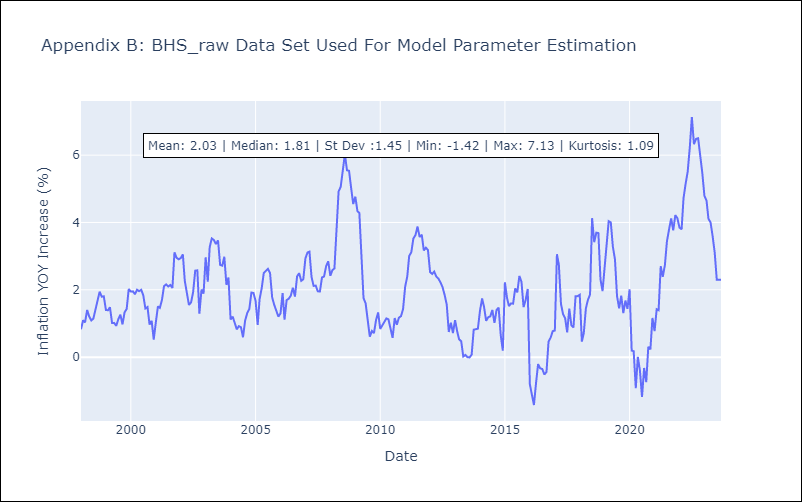 Appendix B: BHS_raw Data Set Used For Model Parameter Estimation
Mean: 2.03 | Median: 1.81 | St Dev :1.45 | Min: -1.42 | Max: 7.13 | Kurtosis: 1.09
Inflation YOY Increase (%)
6
4
2
0
2000
2005
2010
2015
2020
Date